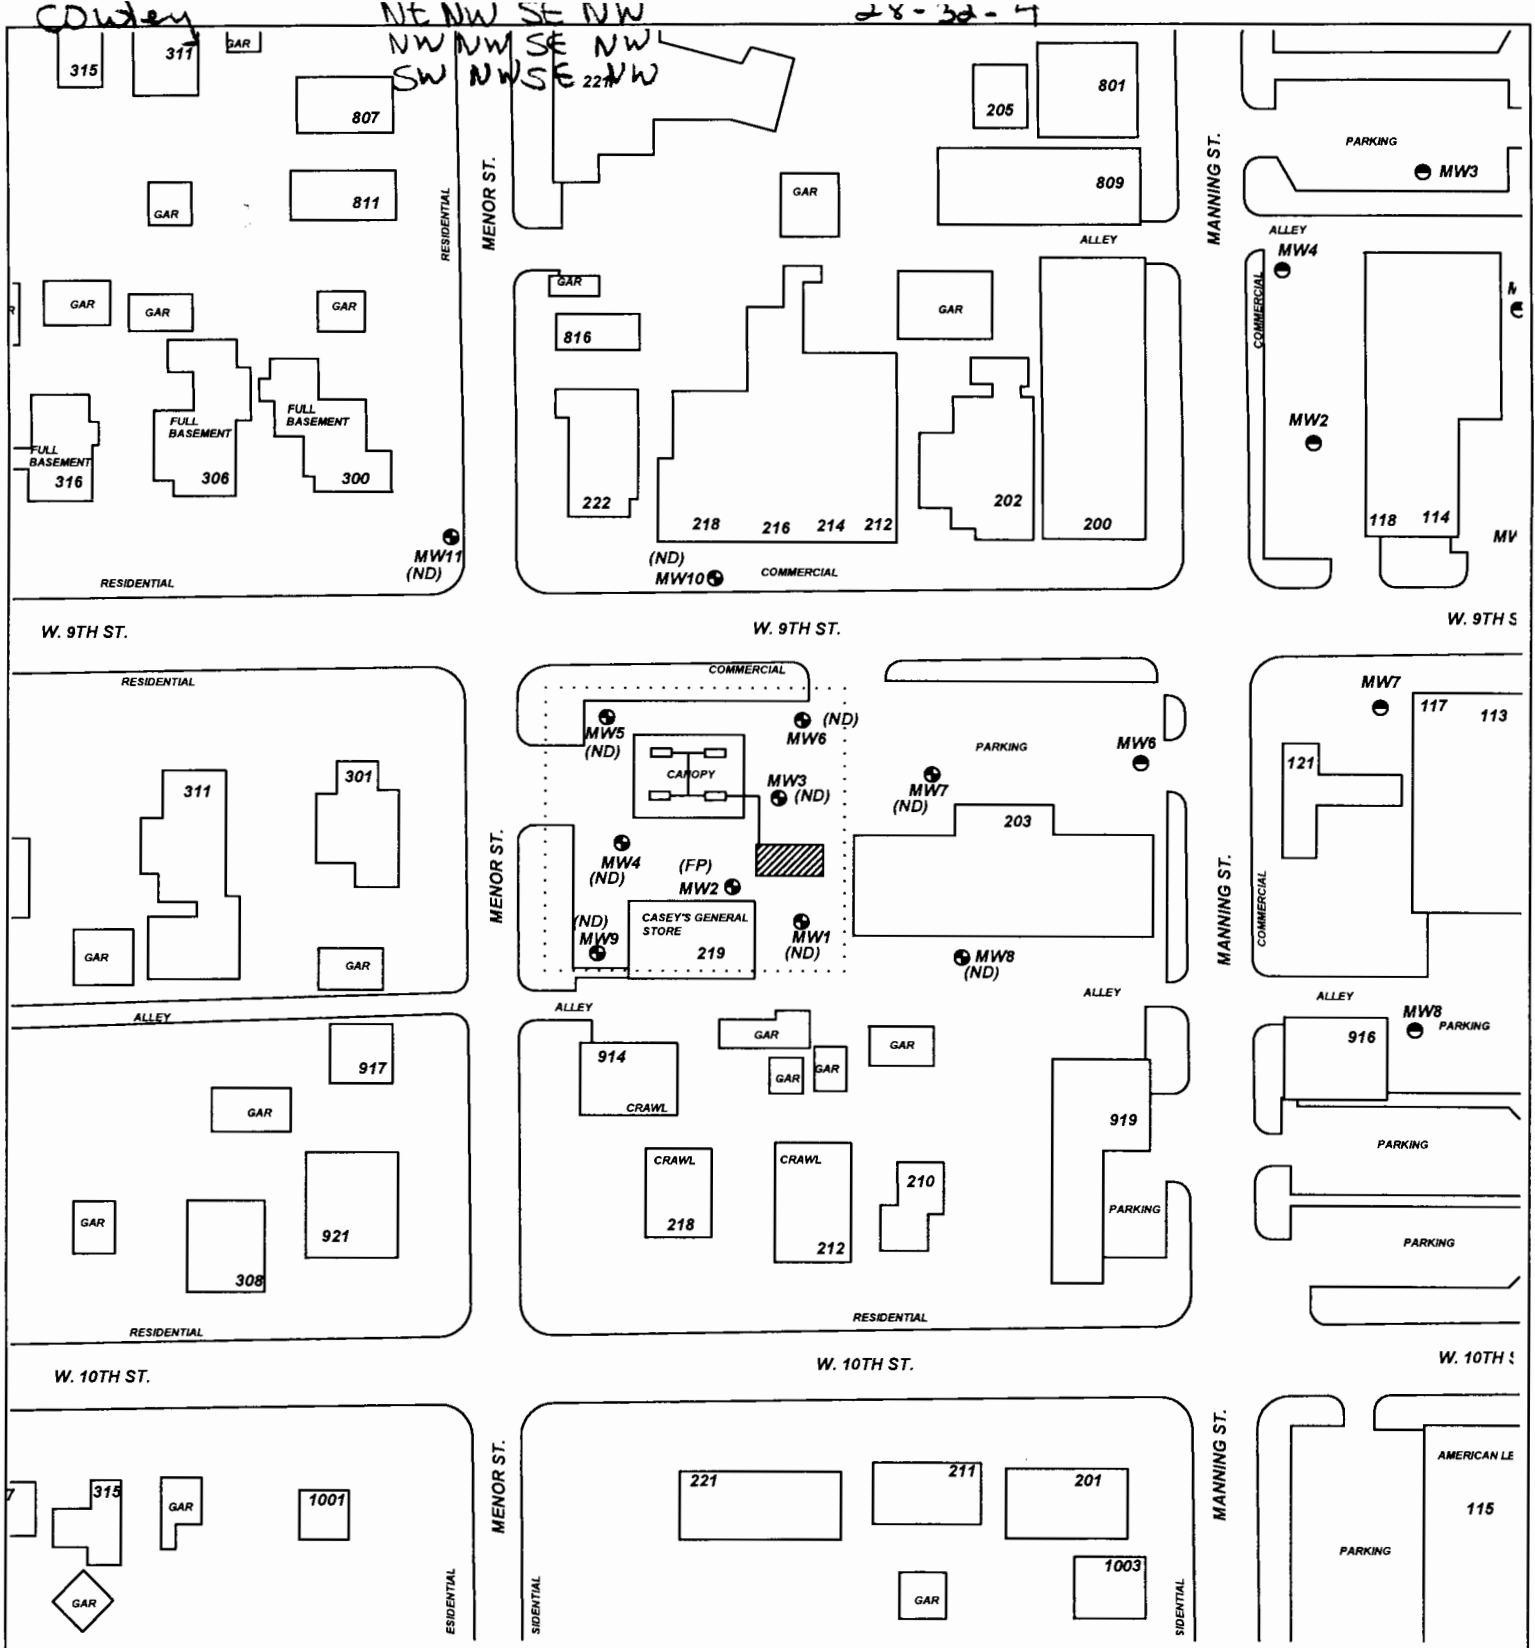 Cowley NE NW SE NW 28-32-4
NW NW SE NW
SW NW SE NW
315
311
GAR
221
807
205
801
PARKING
MW3
811
GAR
RESIDENTIAL
MENOR ST.
GAR
809
MANNING ST.
ALLEY
ALLEY
MW4
GAR
GAR
GAR
GAR
816
GAR
COMMERCIAL
MW2
FULL
BASEMENT
316
FULL
BASEMENT
306
FULL
BASEMENT
300
222
218
216
214
212
202
200
118
114
MW11
(ND)
(ND)
MW10
COMMERCIAL
RESIDENTIAL
W. 9TH ST.
W. 9TH ST.
W. 9TH S
RESIDENTIAL
COMMERCIAL
MW7
117
113
MW5
(ND)
(ND)
MW6
PARKING
MW6
CANOPY
MW3
(ND)
MW7
(ND)
121
311
301
203
MENOR ST.
MW4
(ND)
(FP)
MW2
MANNING ST.
COMMERCIAL
(ND)
MW9
CASEY'S GENERAL
STORE
219
MW1
(ND)
MW8
(ND)
GAR
GAR
ALLEY
ALLEY
ALLEY
ALLEY
MW8
PARKING
917
914
CRAWL
GAR
GAR
GAR
GAR
916
GAR
919
PARKING
CRAWL
218
CRAWL
212
210
PARKING
GAR
308
921
PARKING
RESIDENTIAL
RESIDENTIAL
W. 10TH ST.
W. 10TH ST.
W. 10TH S
MENOR ST.
MANNING ST.
7
315
GAR
1001
221
211
201
AMERICAN LE
115
GAR
ESIDENTIAL
SIDENTIAL
GAR
1003
SIDENTIAL
PARKING